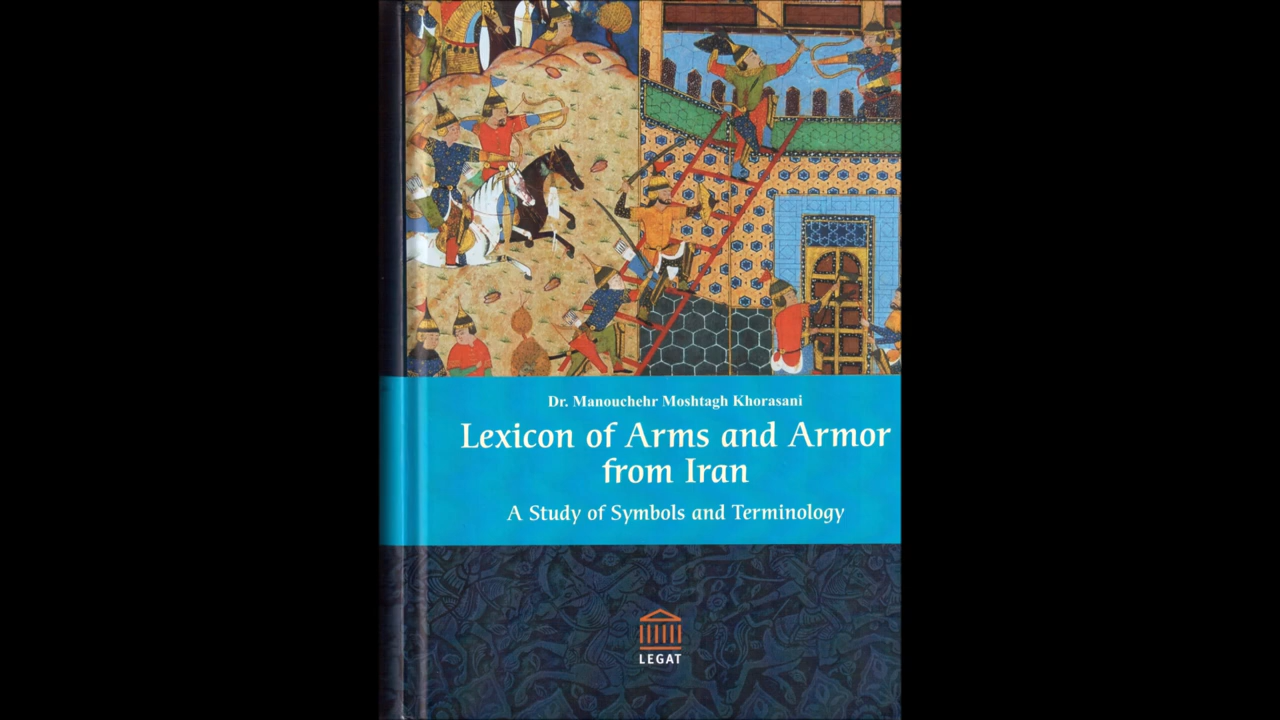 Dr. Manouchehr Moshtagh Khorasani
Lexicon of Arms and Armor
from Iran
A Study of Symbols and Terminology
LEGAT